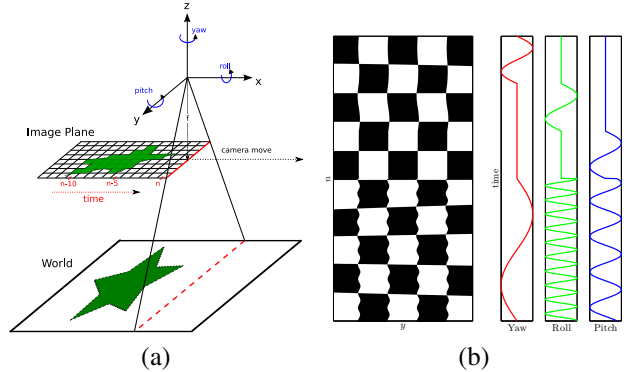 z
yaw
roll
x
pitch
y
Image Plane
f
camera move
n-10
n-5
n
time
World
(a)
n
y
time
Yaw
Roll
Pitch
(b)